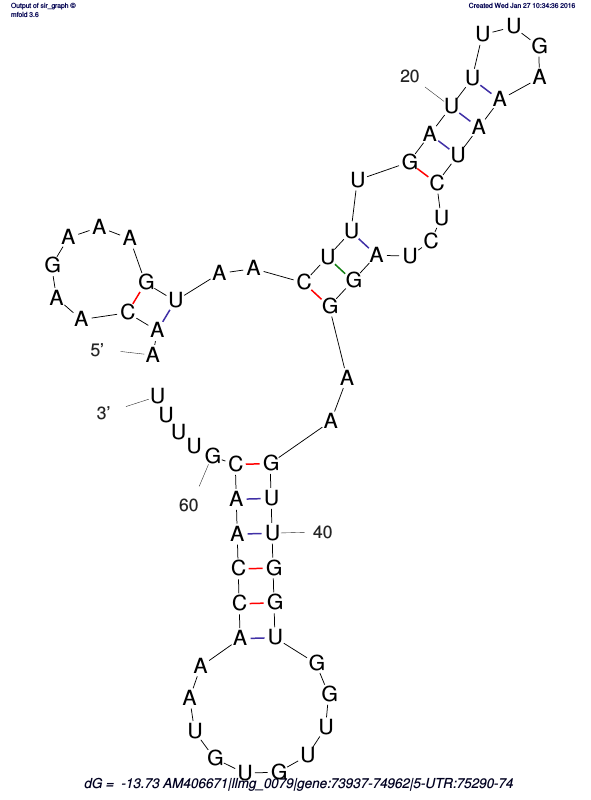 Output of sir_graph ©
mfold 3.6
Created Wed Jan 27 10:34:36 2016
5'
A A C A A G A A A G U A A C U U U G A U
20
U U U G A A A U C U C U A G G A A G U U
40
G G U G G U U G U G U A A A C C A A C G
60
U U U U
3'
dG = -13.73 AM406671|llmg_0079|gene:73937-74962|5-UTR:75290-74